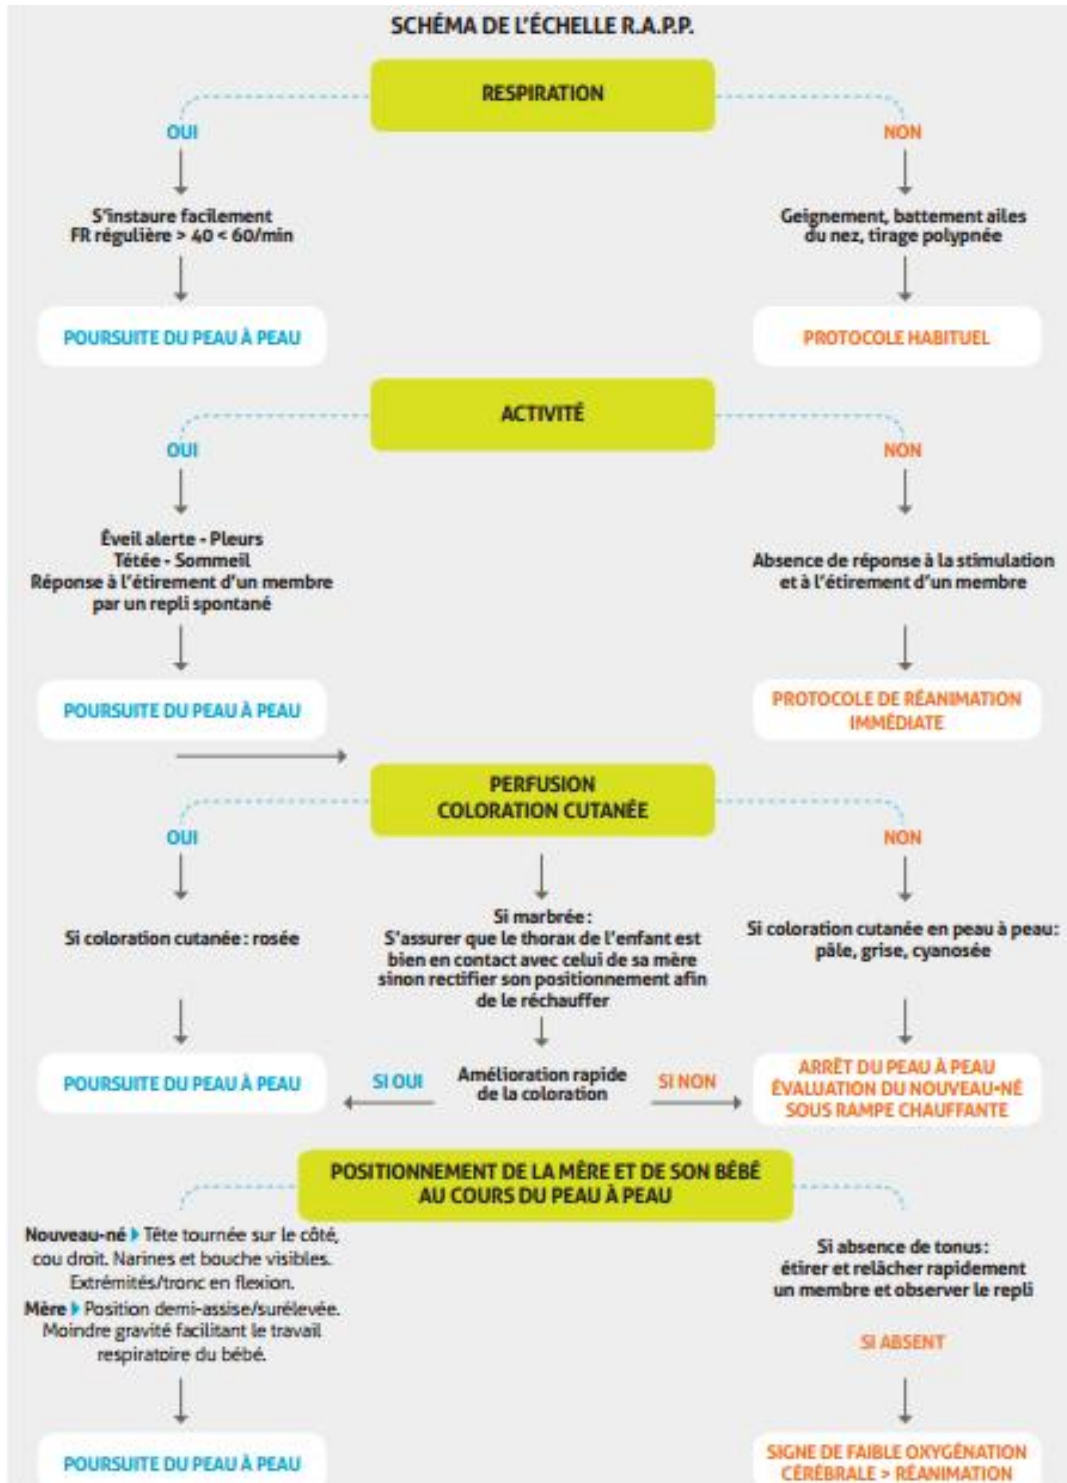 SCHÉMA DE L'ÉCHELLE R.A.P.P.
RESPIRATION
OUI
NON
S'instaure facilement
FR régulière > 40 < 60/min
Geignement, battement ailes
du nez, tirage polypnée
POURSUITE DU PEAU À PEAU
PROTOCOLE HABITUEL
ACTIVITÉ
OUI
NON
Éveil alerte - Pleurs
Tétée - Sommeil
Réponse à l'étirement d'un membre
par un repli spontané
Absence de réponse à la stimulation
et à l'étirement d'un membre
POURSUITE DU PEAU À PEAU
PROTOCOLE DE RÉANIMATION
IMMÉDIATE
PERFUSION
COLORATION CUTANÉE
OUI
NON
Si coloration cutanée : rosée
Si marbrée :
S'assurer que le thorax de l'enfant est
bien en contact avec celui de sa mère
sinon rectifier son positionnement afin
de le réchauffer
Si coloration cutanée en peau à peau :
pâle, grise, cyanosée
POURSUITE DU PEAU À PEAU
SI OUI
Amélioration rapide
de la coloration
SI NON
ARRÊT DU PEAU À PEAU
ÉVALUATION DU NOUVEAU-NÉ
SOUS RAMPE CHAUFFANTE
POSITIONNEMENT DE LA MÈRE ET DE SON BÉBÉ
AU COURS DU PEAU À PEAU
Nouveau-né Tête tournée sur le côté,
cou droit. Narines et bouche visibles.
Extrémités/tronc en flexion.
Mère Position demi-assise/surélevée.
Moindre gravité facilitant le travail
respiratoire du bébé.
Si absence de tonus :
étirer et relâcher rapidement
un membre et observer le repli
SI ABSENT
POURSUITE DU PEAU À PEAU
SIGNE DE FAIBLE OXYGÉNATION
CÉRÉBRALE > RÉANIMATION